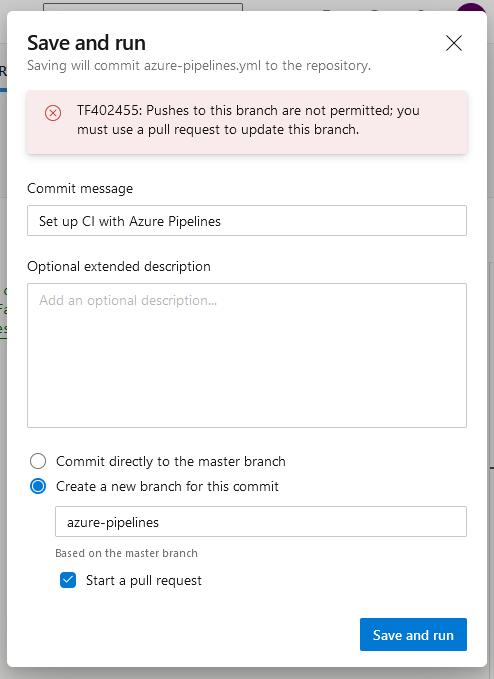 Save and run
Saving will commit azure-pipelines.yml to the repository.
TF402455: Pushes to this branch are not permitted; you
must use a pull request to update this branch.
Commit message
Set up CI with Azure Pipelines
Optional extended description
Add an optional description...
Commit directly to the master branch
Create a new branch for this commit
azure-pipelines
Based on the master branch
Start a pull request
Save and run